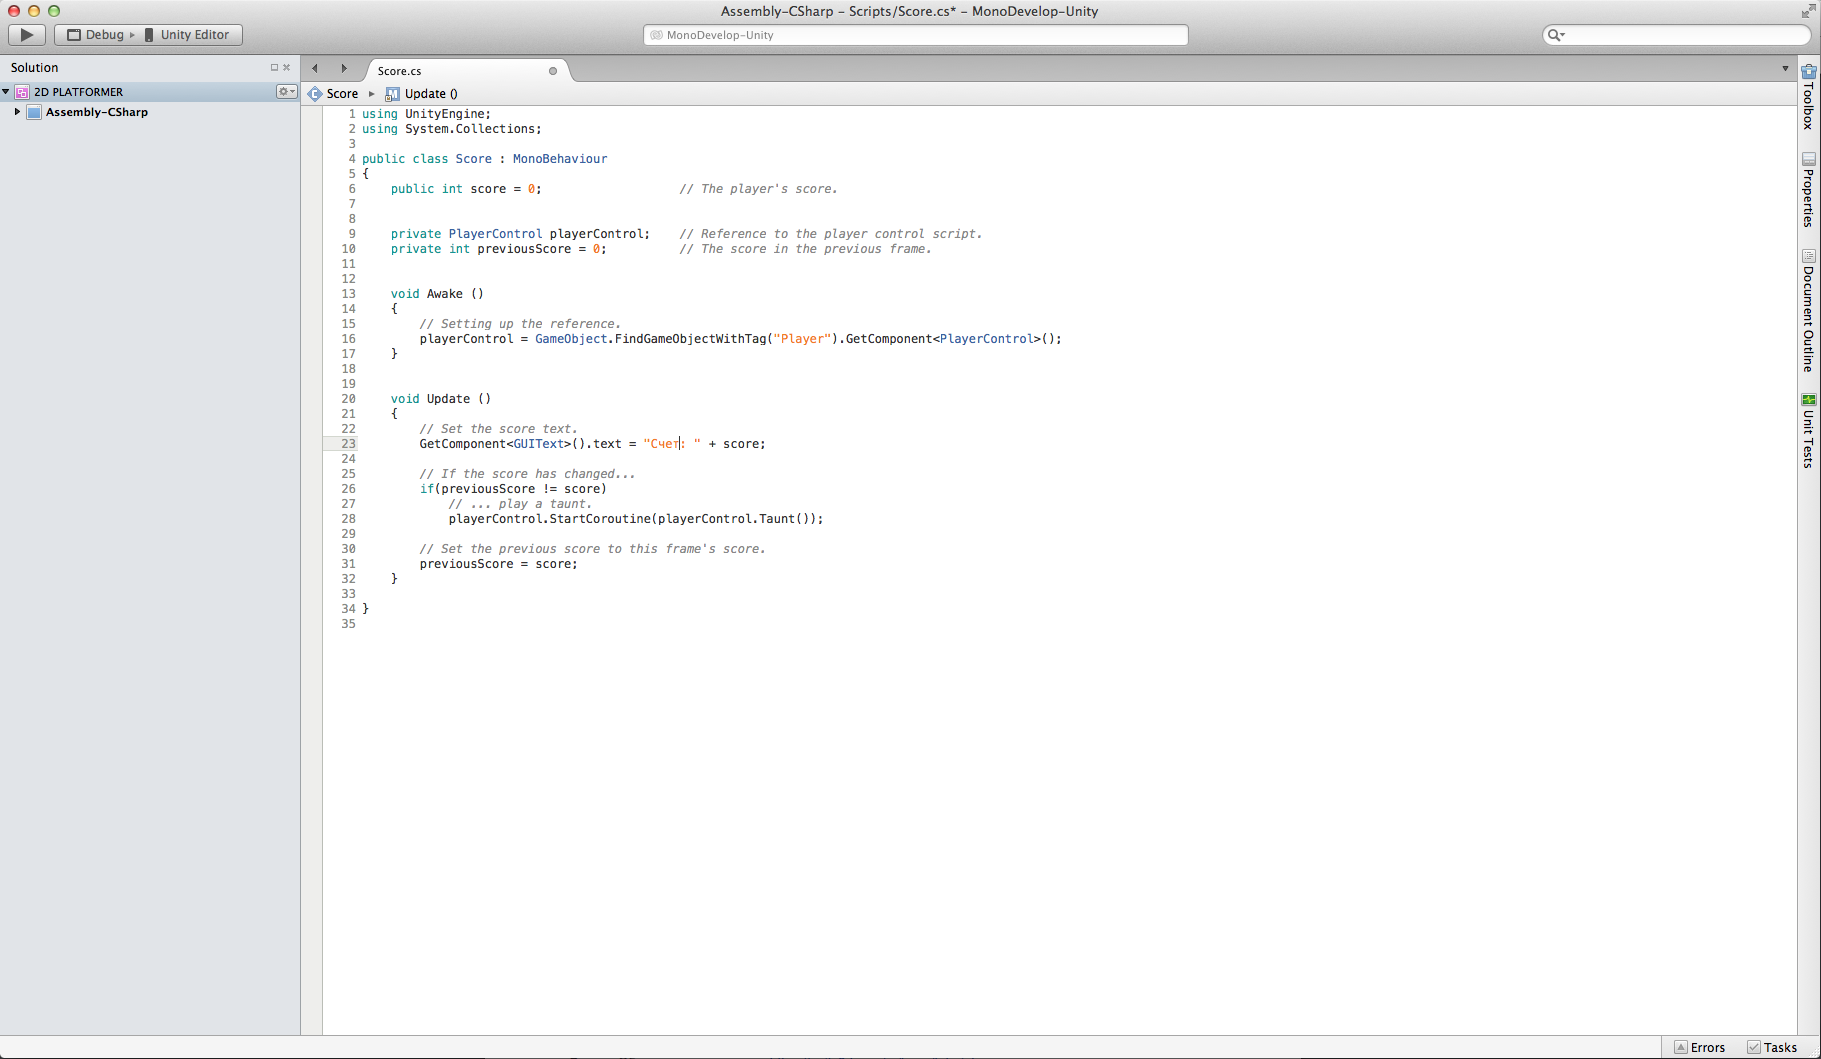 Assembly-CSharp – Scripts/Score.cs* – MonoDevelop-Unity
Debug Unity Editor
MonoDevelop-Unity
Solution
2D PLATFORMER
Assembly-CSharp
Score.cs
Score Update ()
1 using UnityEngine;
2 using System.Collections;
3
4 public class Score : MonoBehaviour
5 {
6     public int score = 0;                   // The player's score.
7
8
9     private PlayerControl playerControl;    // Reference to the player control script.
10     private int previousScore = 0;          // The score in the previous frame.
11
12
13     void Awake ()
14     {
15         // Setting up the reference.
16         playerControl = GameObject.FindGameObjectWithTag("Player").GetComponent<PlayerControl>();
17     }
18
19
20     void Update ()
21     {
22         // Set the score text.
23         GetComponent<GUIText>().text = "Счет: " + score;
24
25         // If the score has changed...
26         if(previousScore != score)
27             // ... play a taunt.
28             playerControl.StartCoroutine(playerControl.Taunt());
29
30         // Set the previous score to this frame's score.
31         previousScore = score;
32     }
33
34 }
35
Toolbox
Properties
Document Outline
Unit Tests
Errors Tasks